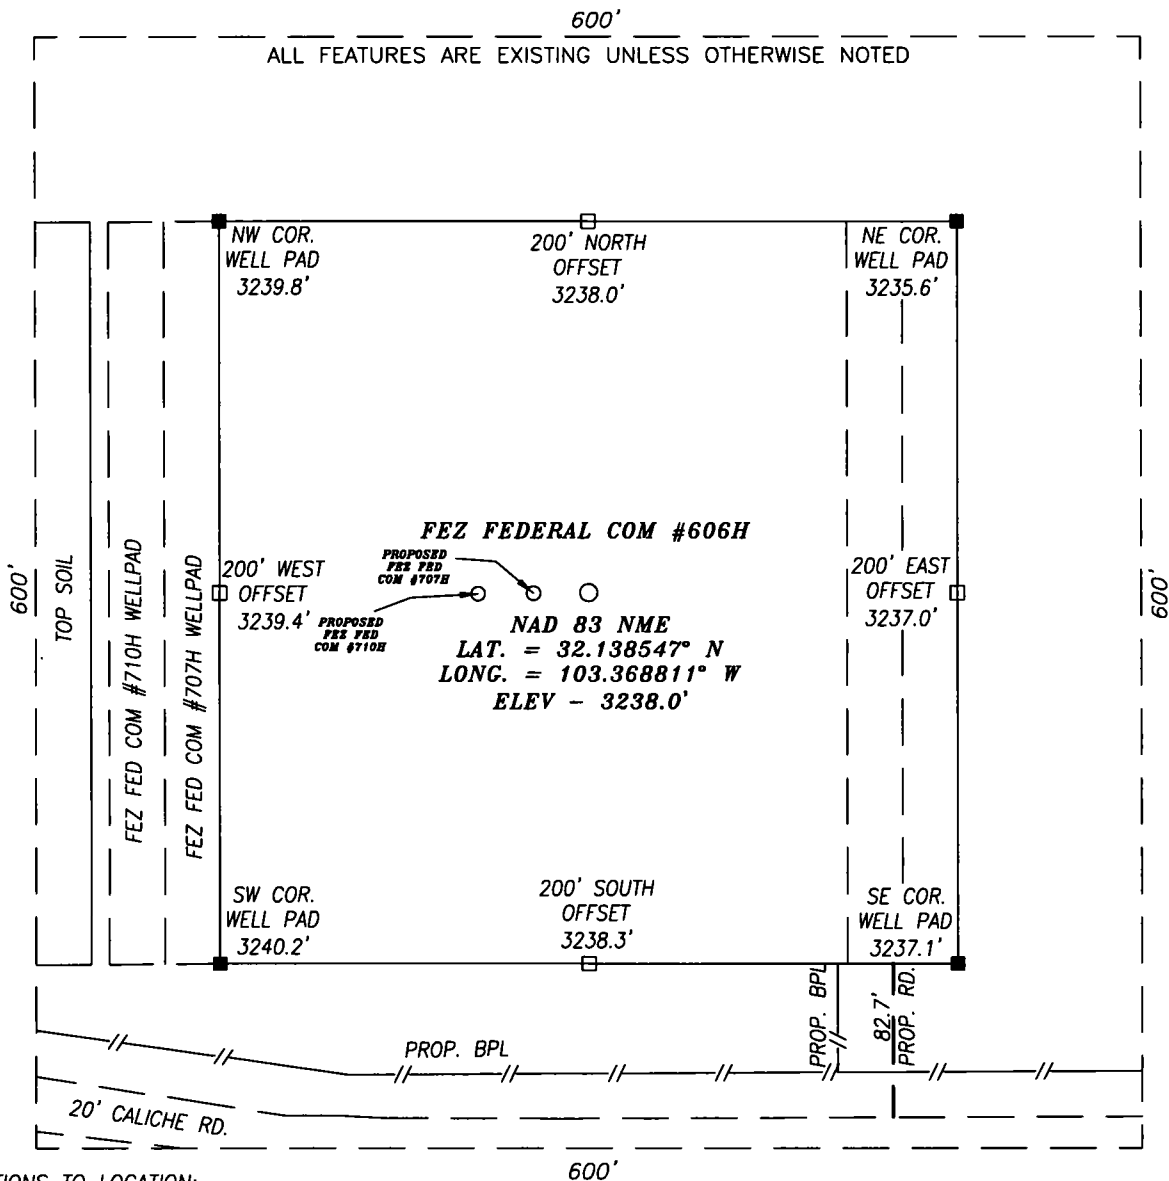 600'
ALL FEATURES ARE EXISTING UNLESS OTHERWISE NOTED
NW COR.
WELL PAD
3239.8'
200' NORTH
OFFSET
3238.0'
NE COR.
WELL PAD
3235.6'
600'
TOP SOIL
FEZ FED COM #710H WELLPAD
FEZ FED COM #707H WELLPAD
200' WEST
OFFSET
3239.4'
FEZ FEDERAL COM #606H
PROPOSED
FEZ FED
COM #707H
PROPOSED
FEZ FED
COM #710H
NAD 83 NME
LAT. = 32.138547° N
LONG. = 103.368811° W
ELEV - 3238.0'
200' EAST
OFFSET
3237.0'
600'
SW COR.
WELL PAD
3240.2'
200' SOUTH
OFFSET
3238.3'
SE COR.
WELL PAD
3237.1'
PROP. BPL
PROP. BPL
82.7'
PROP. RD.
20' CALICHE RD.
600'
TIONS TO LOCATION: